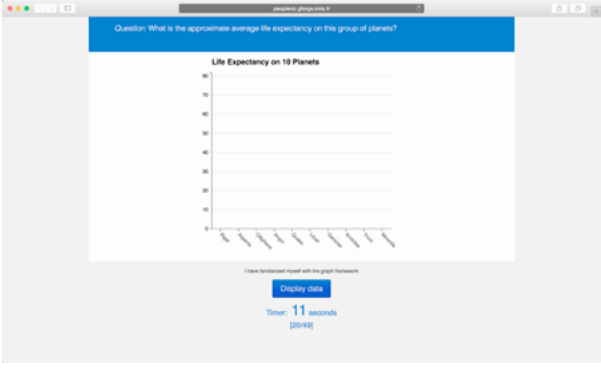 Question: What is the approximate average life expectancy on this group of planets?
Life Expectancy on 10 Planets
80
70
60
50
40
30
20
10
0
I have familiarized myself with the graph framework
Display data
Timer: 11 seconds
[20/49]